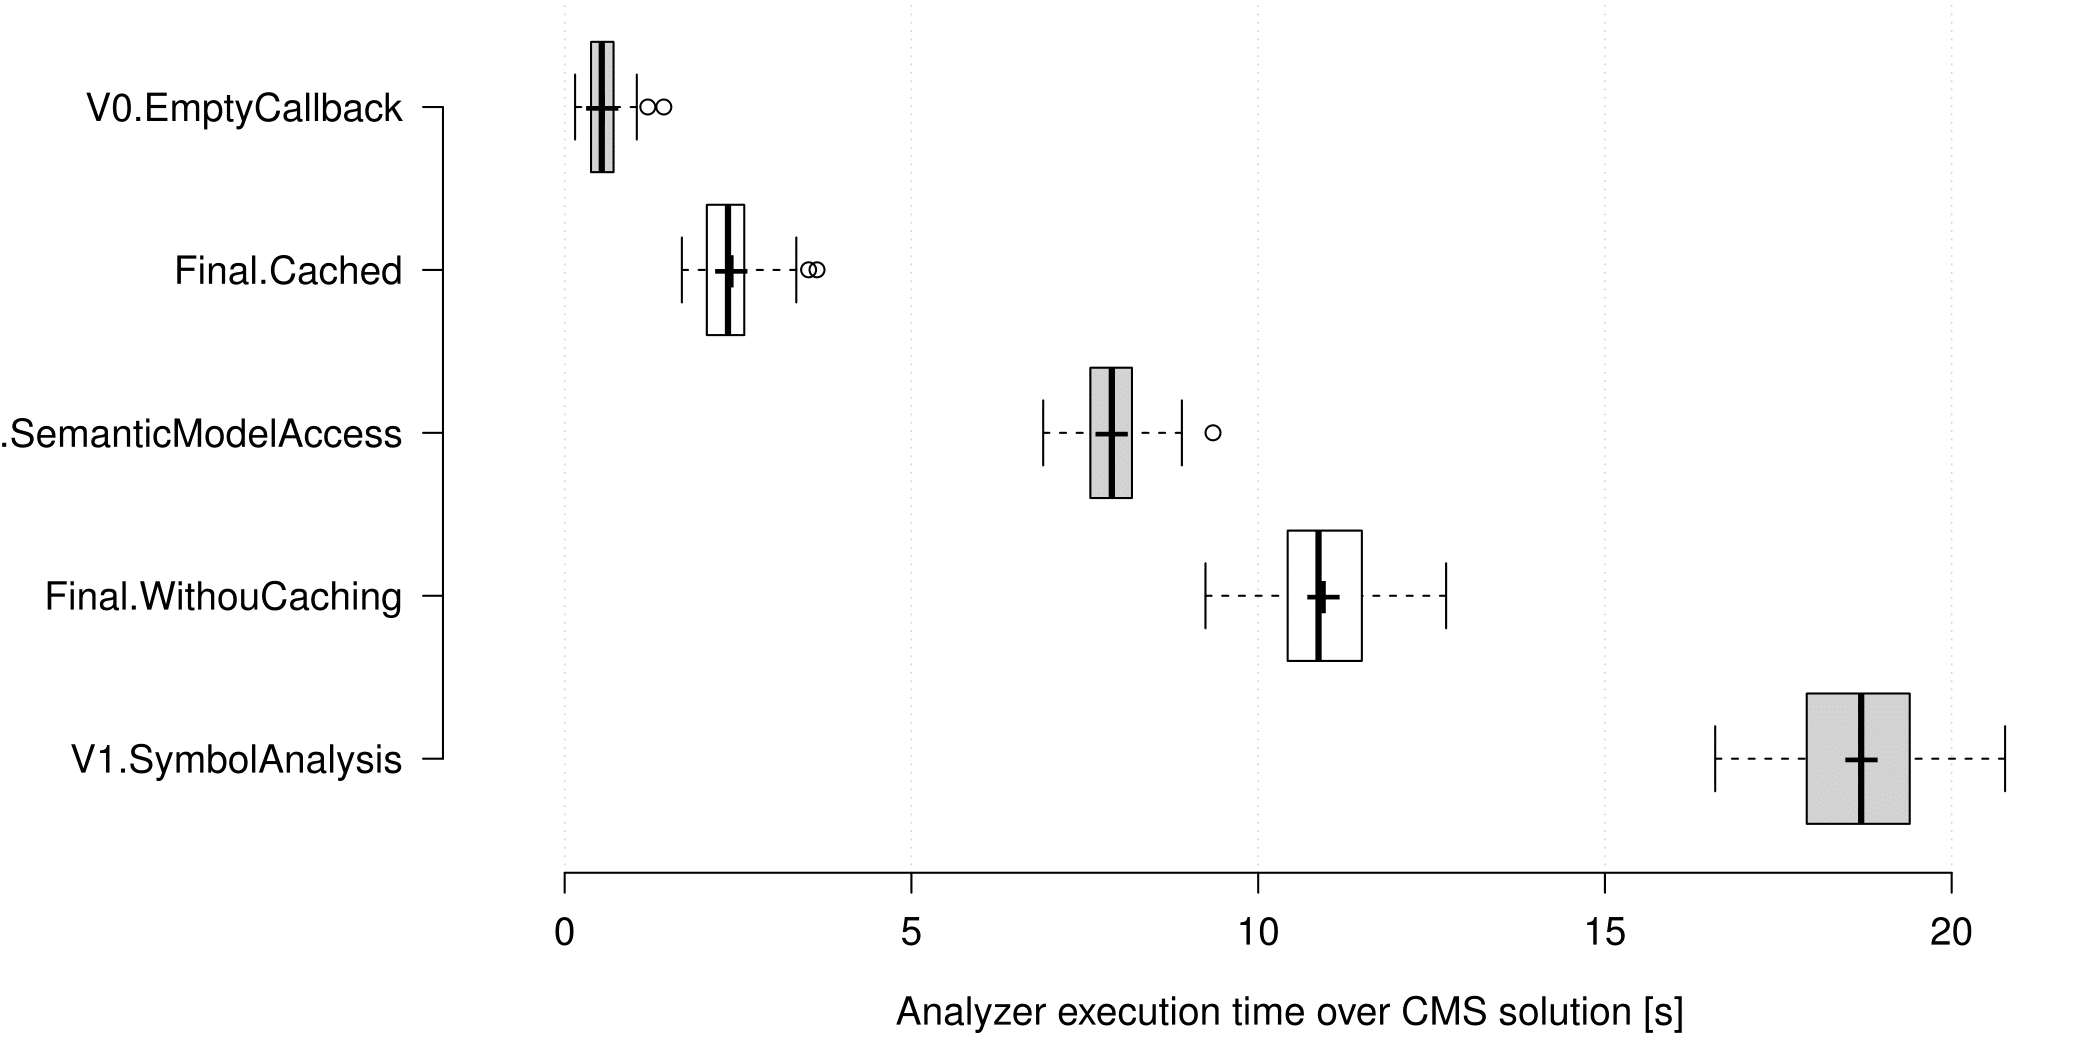 V0.EmptyCallback
Final.Cached
.SemanticModelAccess
Final.WithouCaching
V1.SymbolAnalysis
0 5 10 15 20
Analyzer execution time over CMS solution [s]